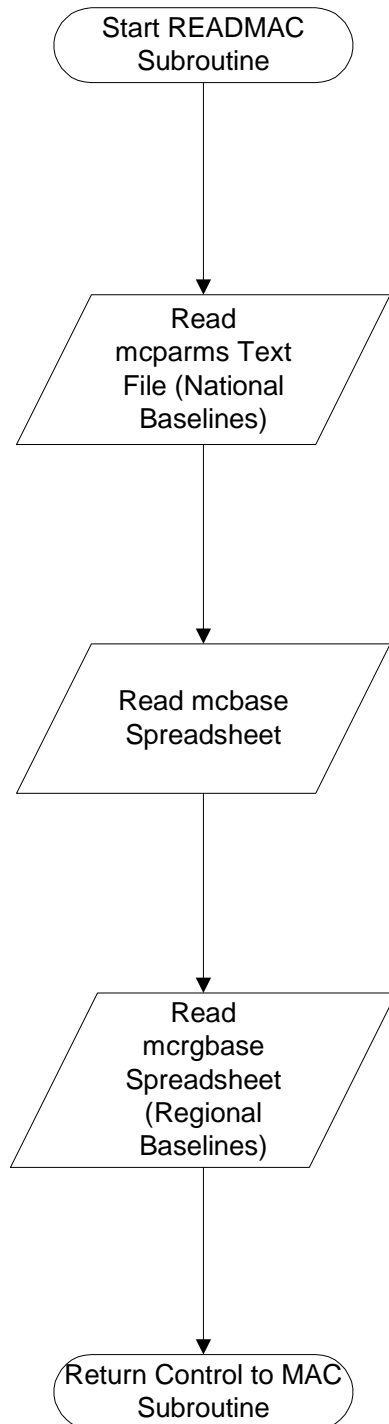 Start READMAC
Subroutine
Read
mcparms Text
File (National
Baselines)
Read mcbase
Spreadsheet
Read
mcrgbase
Spreadsheet
(Regional
Baselines)
Return Control to MAC
Subroutine